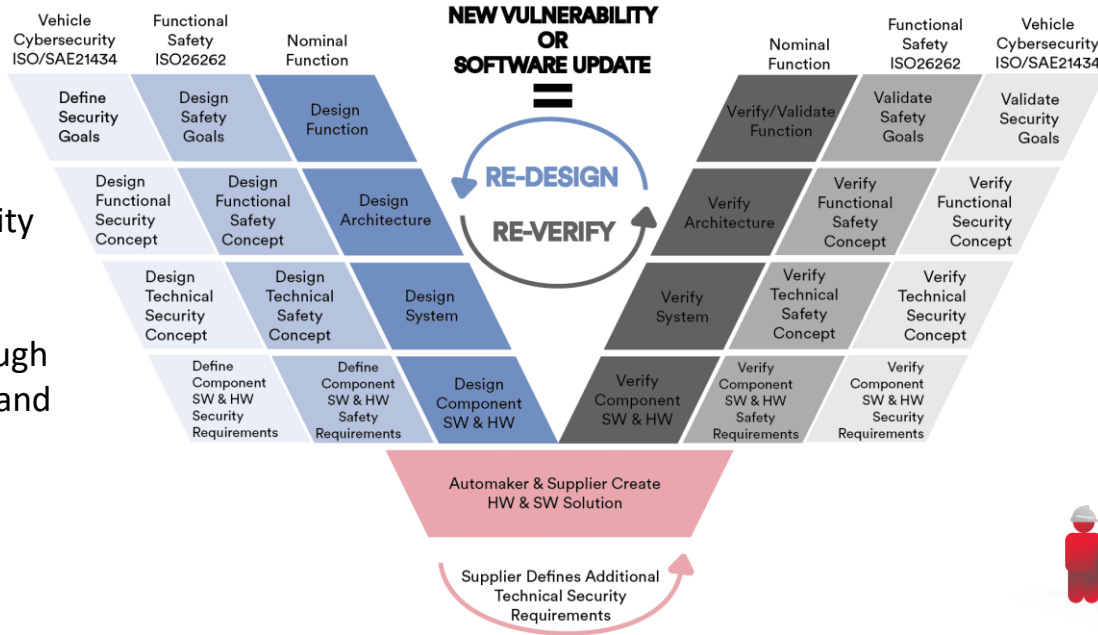 Vehicle
Cybersecurity
ISO/SAE21434
Functional
Safety
ISO26262
Nominal
Function
NEW VULNERABILITY
OR
SOFTWARE UPDATE
=
Nominal
Function
Functional
Safety
ISO26262
Vehicle
Cybersecurity
ISO/SAE21434
Define
Security
Goals
Design
Safety
Goals
Design
Function
Verify/Validate
Function
Validate
Safety
Goals
Validate
Security
Goals
RE-DESIGN
RE-VERIFY
ity
Design
Functional
Security
Concept
Design
Functional
Safety
Concept
Design
Architecture
Verify
Architecture
Verify
Functional
Safety
Concept
Verify
Functional
Security
Concept
ugh
and
Design
Technical
Security
Concept
Design
Technical
Safety
Concept
Design
System
Verify
System
Verify
Technical
Safety
Concept
Verify
Technical
Security
Concept
Define
Component
SW & HW
Security
Requirements
Define
Component
SW & HW
Safety
Requirements
Design
Component
SW & HW
Verify
Component
SW & HW
Verify
Component
SW & HW
Safety
Requirements
Verify
Component
SW & HW
Security
Requirements
Automaker & Supplier Create
HW & SW Solution
Supplier Defines Additional
Technical Security
Requirements